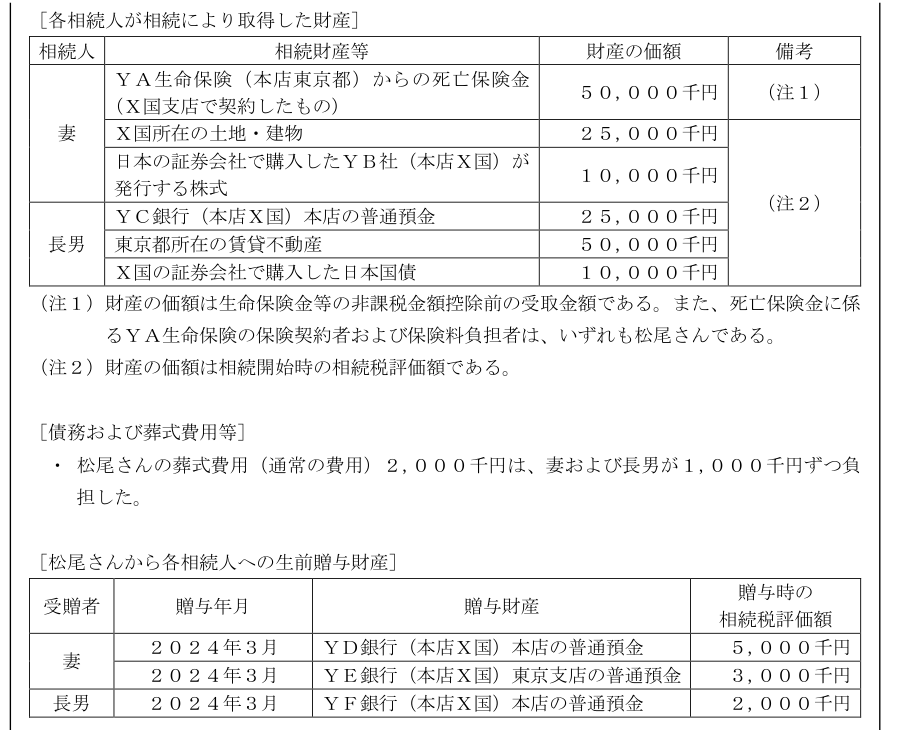 ［各相続人が相続により取得した財産］
相続人 相続財産等 財産の価額 備考
妻
ＹＡ生命保険（本店東京都）からの死亡保険金
（Ｘ国支店で契約したもの）
５０,０００千円
（注１）
Ｘ国所在の土地・建物 ２５,０００千円
日本の証券会社で購入したＹＢ社（本店Ｘ国）が
発行する株式
１０,０００千円
（注２）
長男
ＹＣ銀行（本店Ｘ国）本店の普通預金 ２５,０００千円
東京都所在の賃貸不動産 ５０,０００千円
Ｘ国の証券会社で購入した日本国債 １０,０００千円
（注１）財産の価額は生命保険金等の非課税金額控除前の受取金額である。また、死亡保険金に係
るＹＡ生命保険の保険契約者および保険料負担者は、いずれも松尾さんである。
（注２）財産の価額は相続開始時の相続税評価額である。
［債務および葬式費用等］
・ 松尾さんの葬式費用（通常の費用）２,０００千円は、妻および長男が１,０００千円ずつ負
担した。
［松尾さんから各相続人への生前贈与財産］
受贈者 贈与年月 贈与財産 贈与時の
相続税評価額
妻
２０２４年３月 ＹＤ銀行（本店Ｘ国）本店の普通預金 ５,０００千円
２０２４年３月 ＹＥ銀行（本店Ｘ国）東京支店の普通預金 ３,０００千円
長男 ２０２４年３月 ＹＦ銀行（本店Ｘ国）本店の普通預金 ２,０００千円